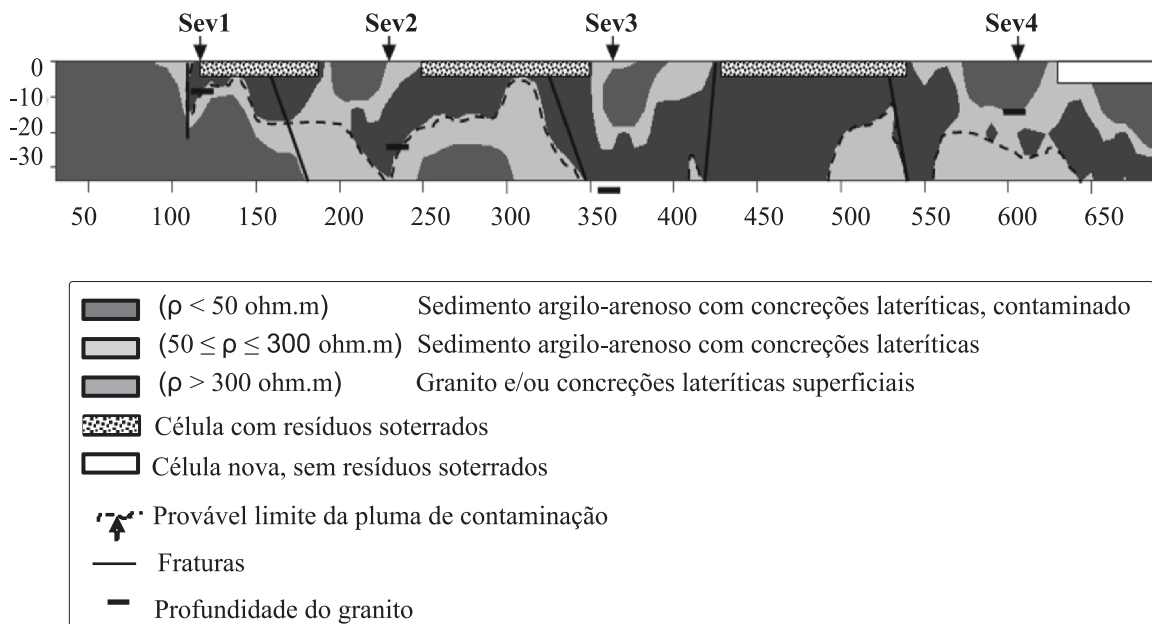 Sev1 Sev2 Sev3 Sev4
0
-10
-20
-30
50 100 150 200 250 300 350 400 450 500 550 600 650
(ρ < 50 ohm.m) Sedimento argilo-arenoso com concreções lateríticas, contaminado
(50 ≤ ρ ≤ 300 ohm.m) Sedimento argilo-arenoso com concreções lateríticas
(ρ > 300 ohm.m) Granito e/ou concreções lateríticas superficiais
Célula com resíduos soterrados
Célula nova, sem resíduos soterrados
Provável limite da pluma de contaminação
Fraturas
Profundidade do granito